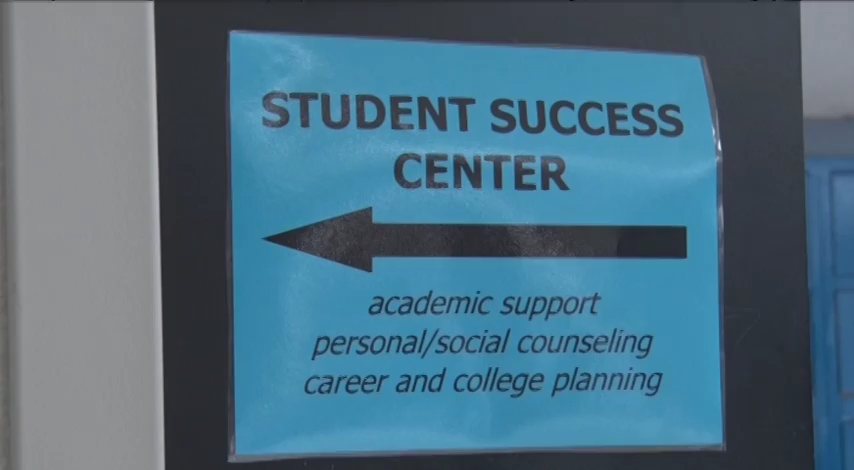 STUDENT SUCCESS
CENTER
academic support
personal/social counseling
career and college planning